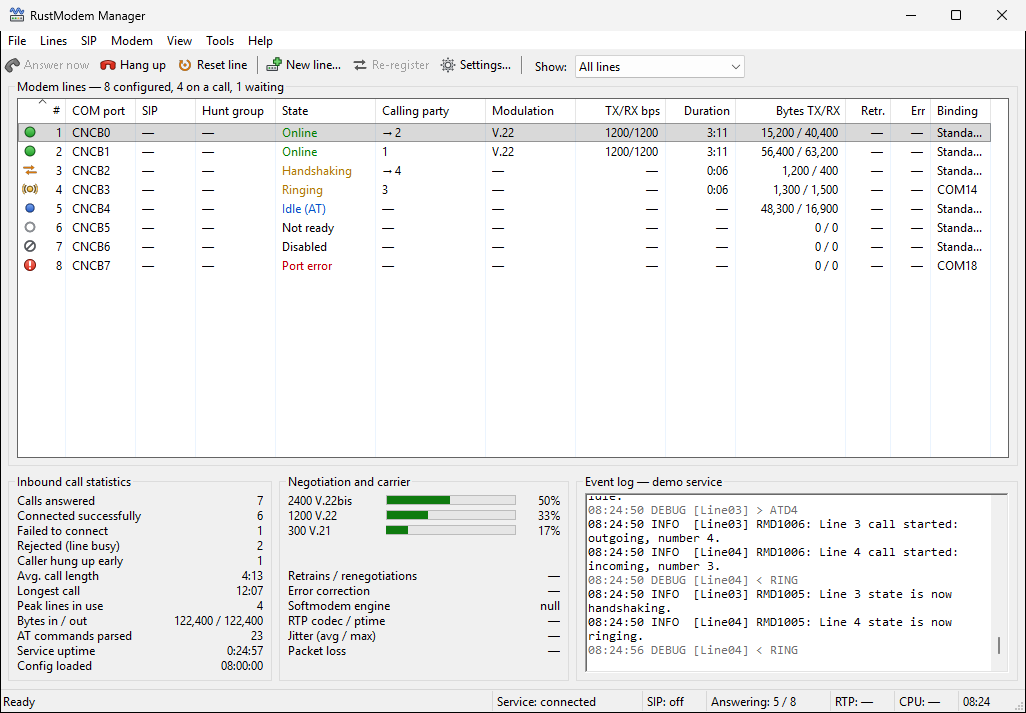 RustModem Manager
File Lines SIP Modem View Tools Help
Answer now Hang up Reset line New line... Re-register Settings... Show: All lines
Modem lines — 8 configured, 4 on a call, 1 waiting
# COM port SIP Hunt group State Calling party Modulation TX/RX bps Duration Bytes TX/RX Retr. Err Binding
1 CNCB0 — — Online → 2 V.22 1200/1200 3:11 15,200 / 40,400 — — Standa...
2 CNCB1 — — Online 1 V.22 1200/1200 3:11 56,400 / 63,200 — — Standa...
3 CNCB2 — — Handshaking → 4 — — 0:06 1,200 / 400 — — Standa...
4 CNCB3 — — Ringing 3 — — 0:06 1,300 / 1,500 — — COM14
5 CNCB4 — — Idle (AT) — — — — 48,300 / 16,900 — — Standa...
6 CNCB5 — — Not ready — — — — 0 / 0 — — Standa...
7 CNCB6 — — Disabled — — — — 0 / 0 — — Standa...
8 CNCB7 — — Port error — — — — 0 / 0 — — COM18
Inbound call statistics
Calls answered 7
Connected successfully 6
Failed to connect 1
Rejected (line busy) 2
Caller hung up early 1
Avg. call length 4:13
Longest call 12:07
Peak lines in use 4
Bytes in / out 122,400 / 122,400
AT commands parsed 23
Service uptime 0:24:57
Config loaded 08:00:00
Negotiation and carrier
2400 V.22bis 50%
1200 V.22 33%
300 V.21 17%
Retrains / renegotiations —
Error correction —
Softmodem engine null
RTP codec / ptime —
Jitter (avg / max) —
Packet loss —
Event log — demo service
idle.
08:24:50 DEBUG [Line03] > ATD4
08:24:50 INFO [Line03] RMD1006: Line 3 call started:
outgoing, number 4.
08:24:50 INFO [Line04] RMD1006: Line 4 call started:
incoming, number 3.
08:24:50 DEBUG [Line04] < RING
08:24:50 INFO [Line03] RMD1005: Line 3 state is now
handshaking.
08:24:50 INFO [Line04] RMD1005: Line 4 state is now
ringing.
08:24:56 DEBUG [Line04] < RING
Ready Service: connected SIP: off Answering: 5 / 8 RTP: — CPU: — 08:24